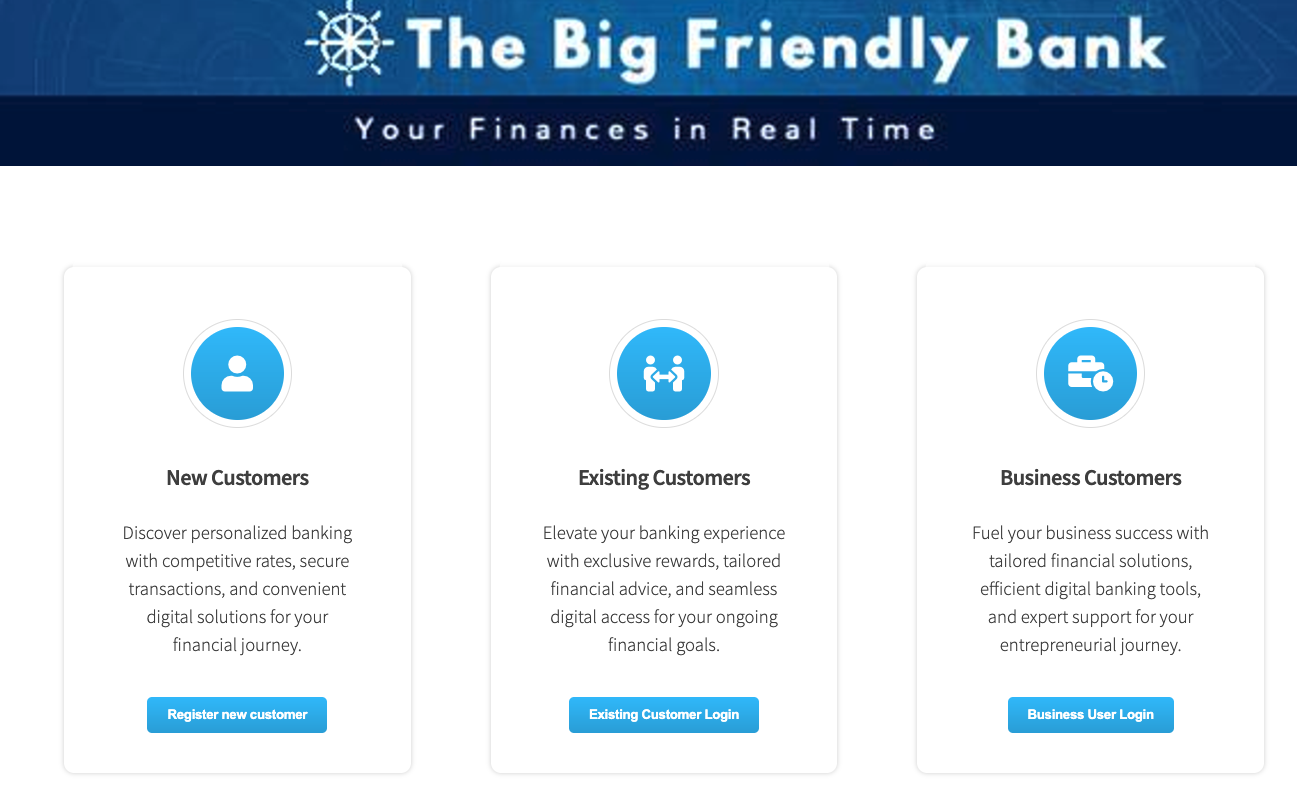 The Big Friendly Bank
Your Finances in Real Time
New Customers
Discover personalized banking
with competitive rates, secure
transactions, and convenient
digital solutions for your
financial journey.
Register new customer
Existing Customers
Elevate your banking experience
with exclusive rewards, tailored
financial advice, and seamless
digital access for your ongoing
financial goals.
Existing Customer Login
Business Customers
Fuel your business success with
tailored financial solutions,
efficient digital banking tools,
and expert support for your
entrepreneurial journey.
Business User Login